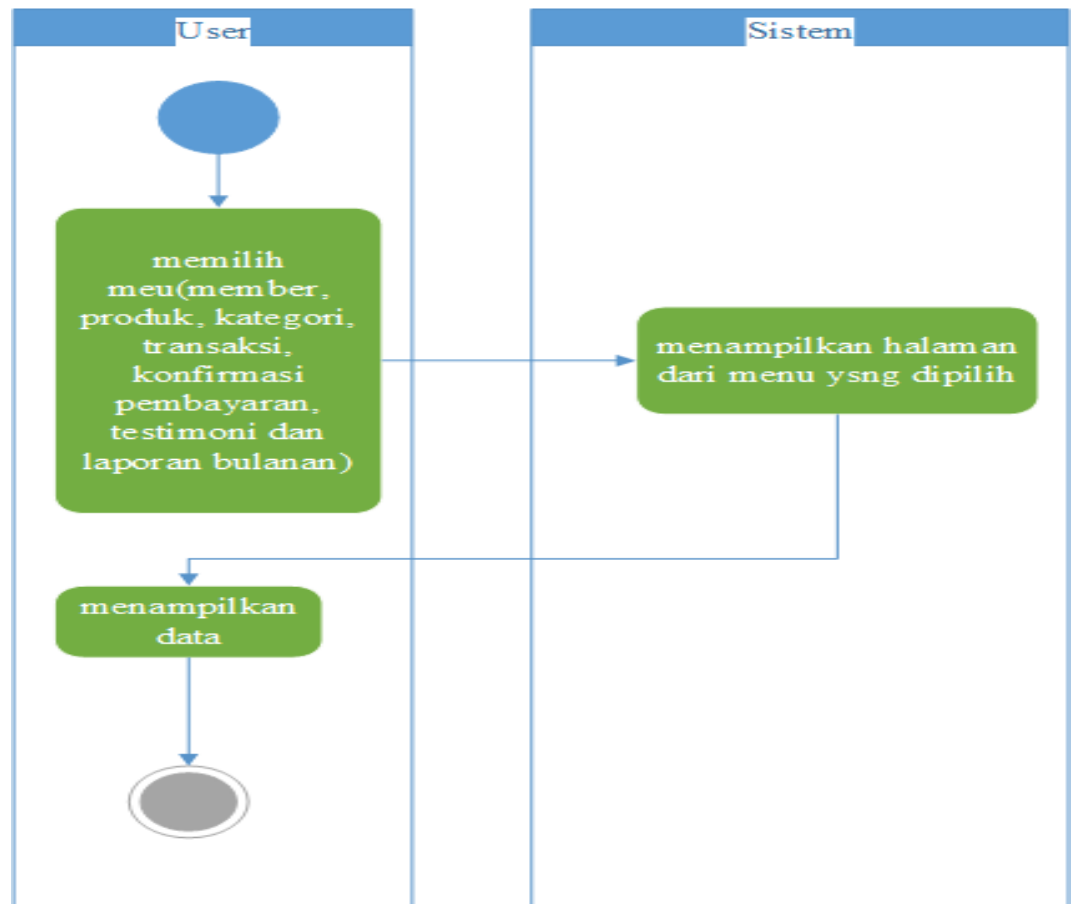 User
Sistem
memilih
meu(member,
produk, kategori,
transaksi,
konfirmasi
pembayaran,
testimoni dan
laporan bulanan)
menampilkan halaman
dari menu ysng dipilih
menampilkan
data